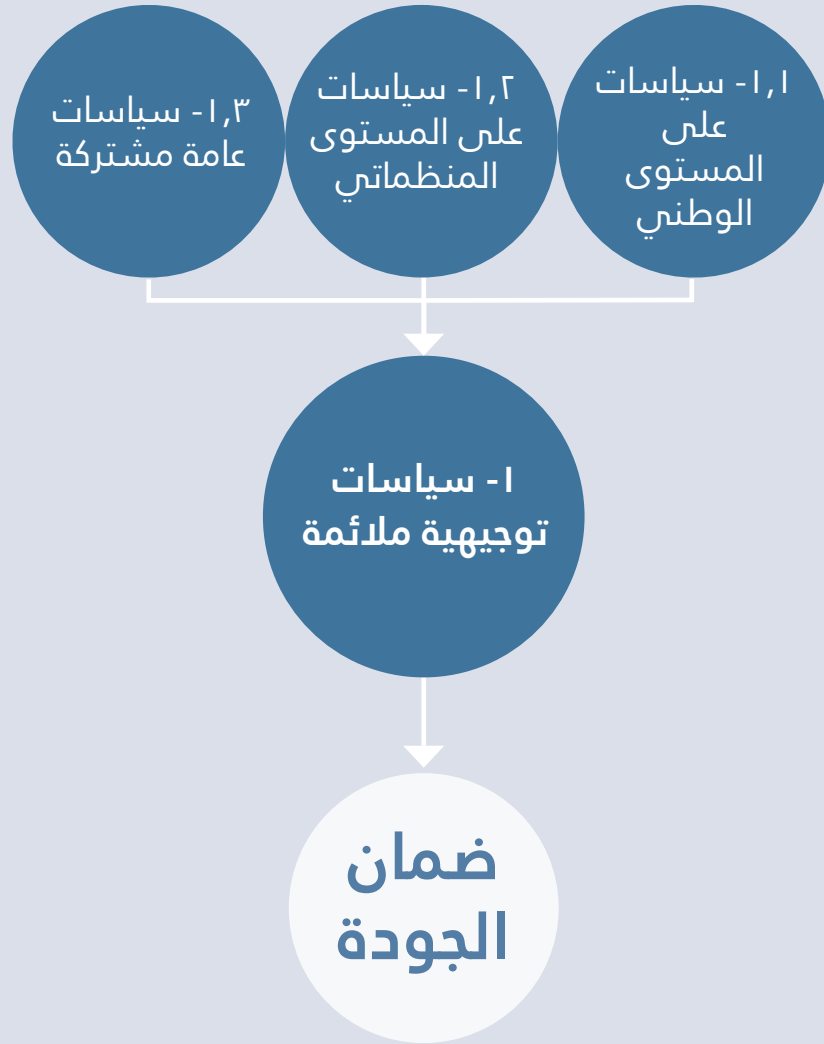 ١,١- سياسات
على
المستوى
الوطني
١,٢- سياسات
على المستوى
المنظماتي
١,٣- سياسات
عامة مشتركة
١- سياسات
توجيهية ملائمة
ضمان
الجودة